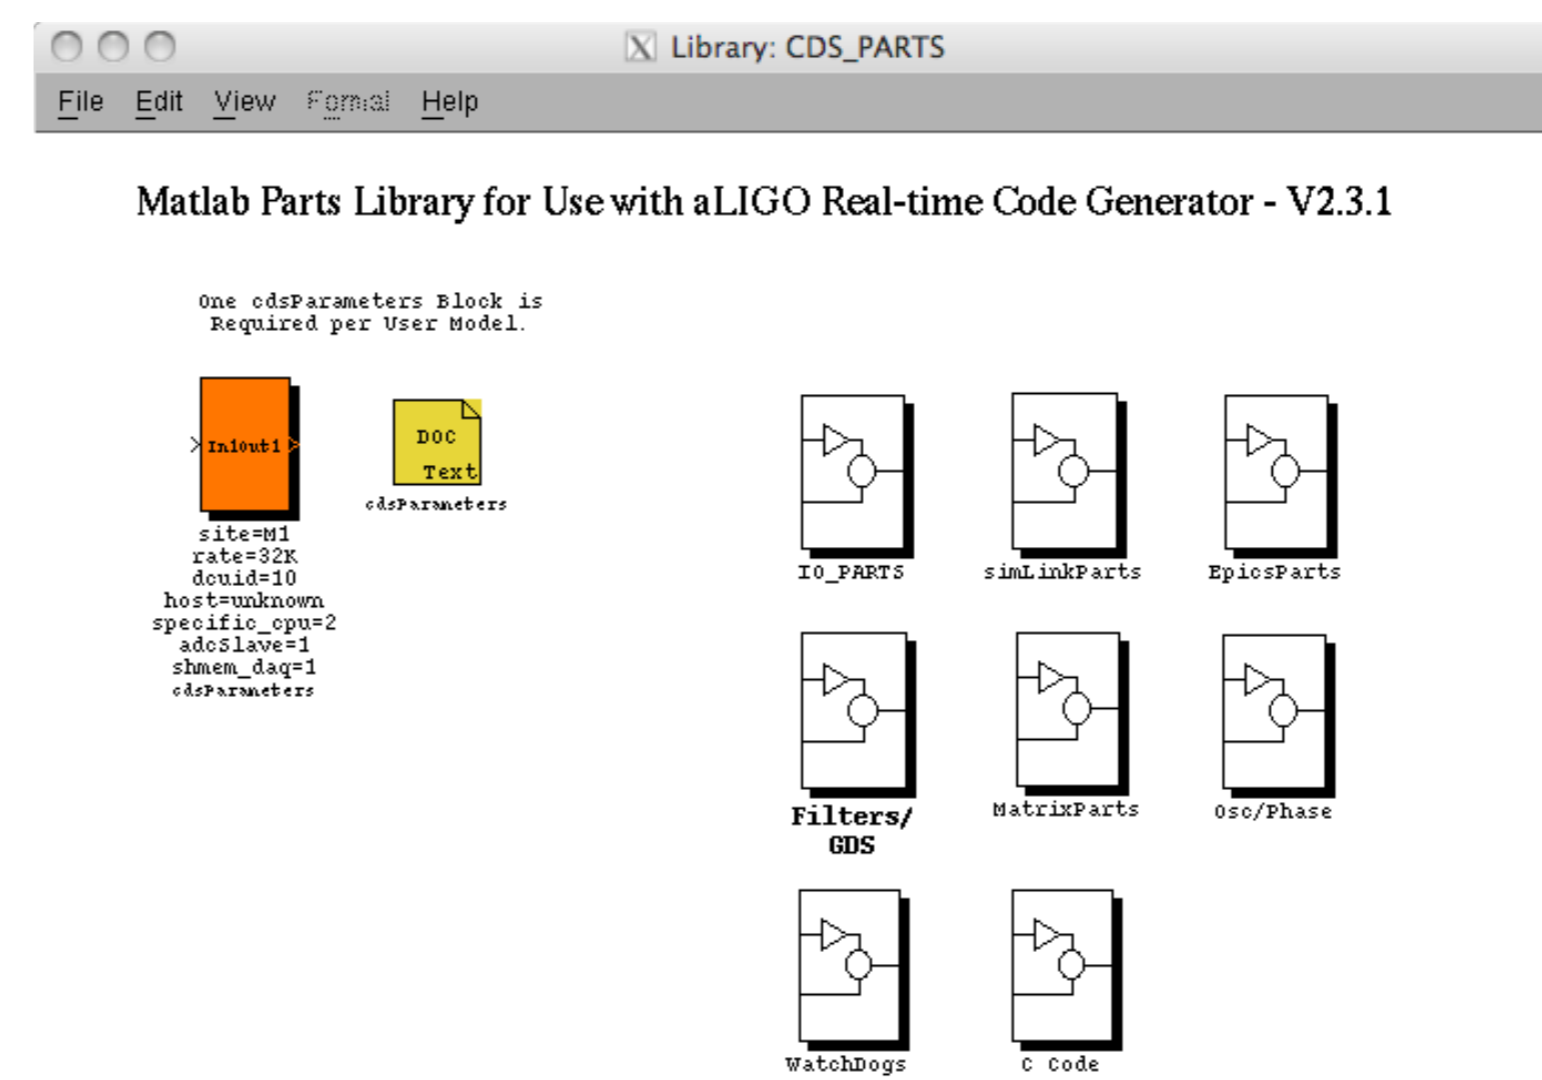 X Library: CDS_PARTS
File Edit View Format Help
Matlab Parts Library for Use with aLIGO Real-time Code Generator - V2.3.1
One cdsParameters Block is
Required per User Model.
In1Out1
DOC
Text
cdsParameters
site=M1
rate=32K
dcuid=10
host=unknown
specific_cpu=2
adcSlave=1
shmem_daq=1
cdsParameters
IO_PARTS
simLinkParts
EpicsParts
Filters/
GDS
MatrixParts
Osc/Phase
WatchDogs
C Code